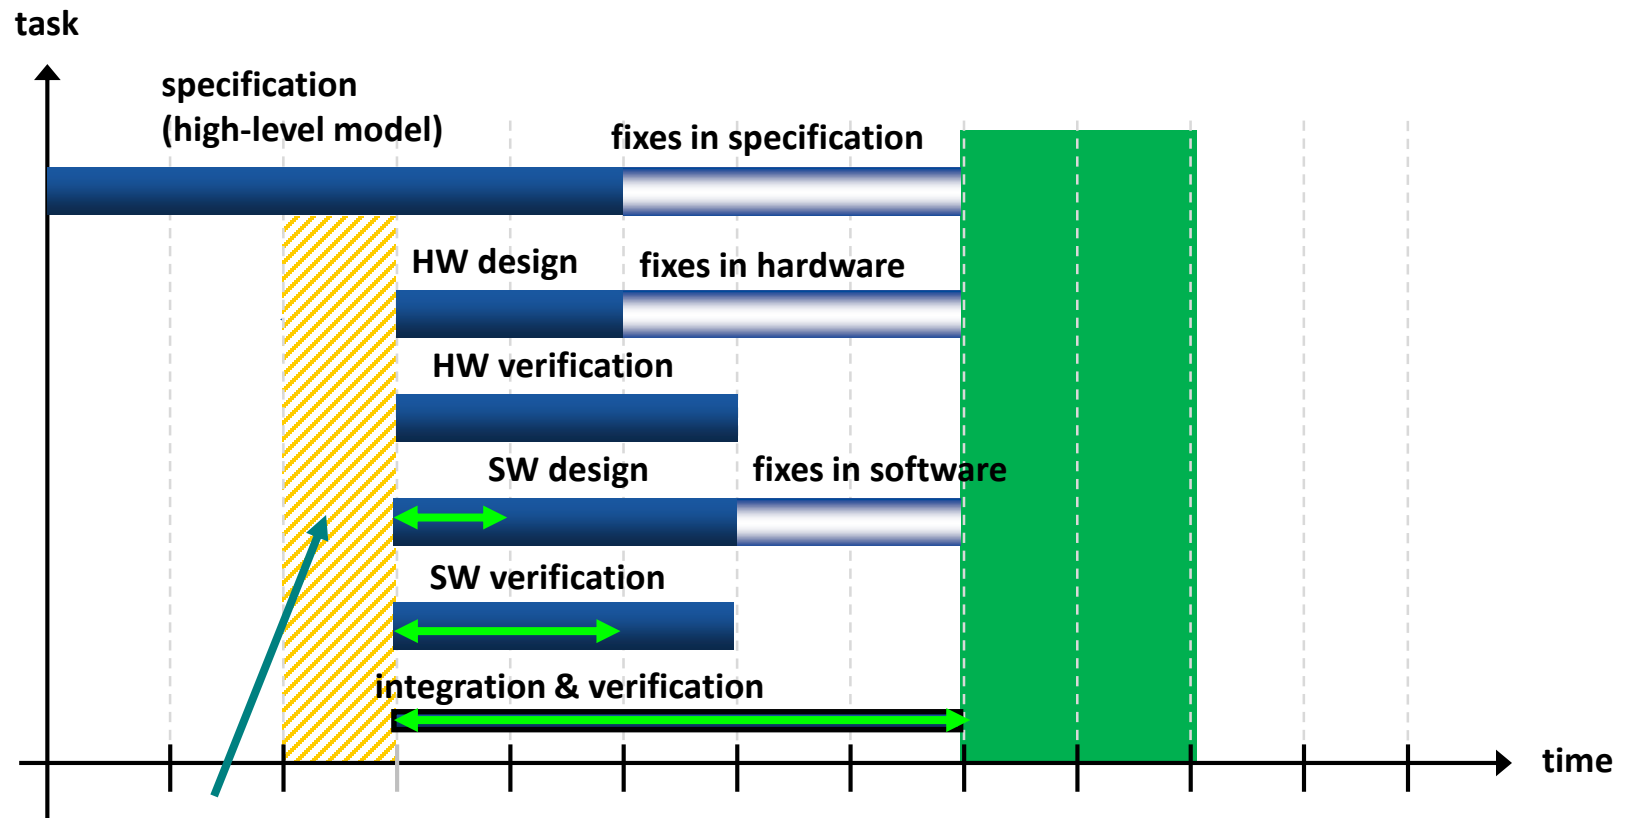 task
specification
(high-level model)
fixes in specification
HW design
fixes in hardware
HW verification
SW design
fixes in software
SW verification
integration & verification
time